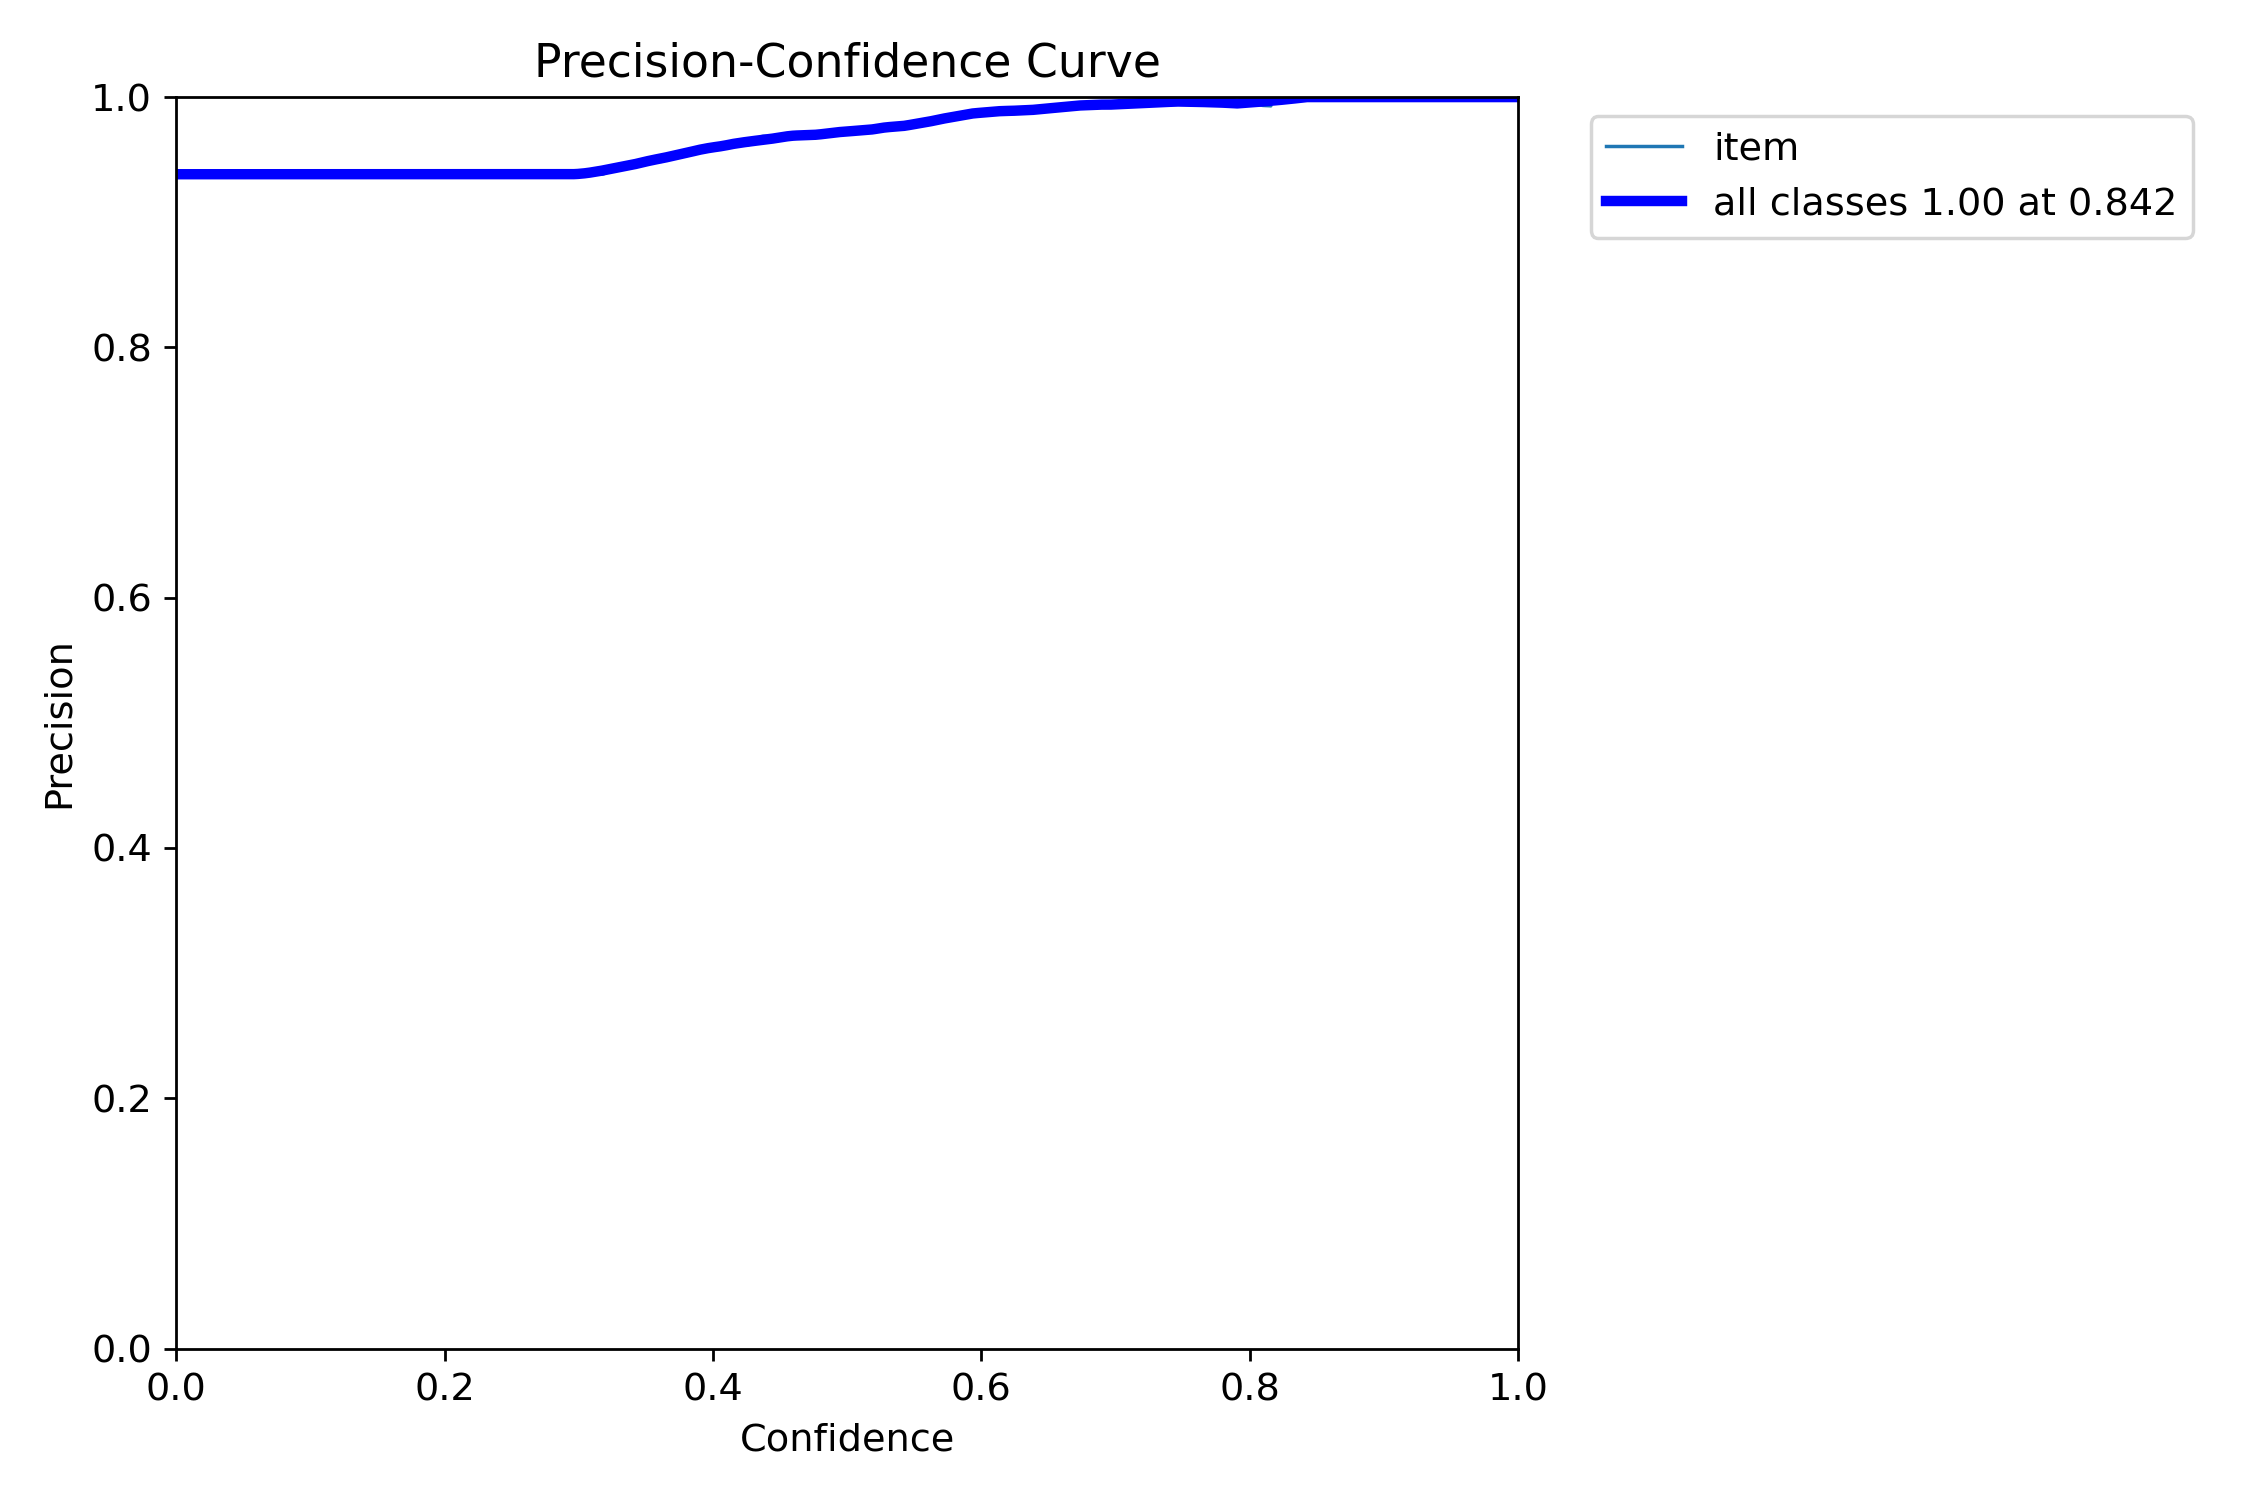 Precision-Confidence Curve
1.0
0.8
0.6
0.4
0.2
0.0
Precision
0.0 0.2 0.4 0.6 0.8 1.0
Confidence
item
all classes 1.00 at 0.842